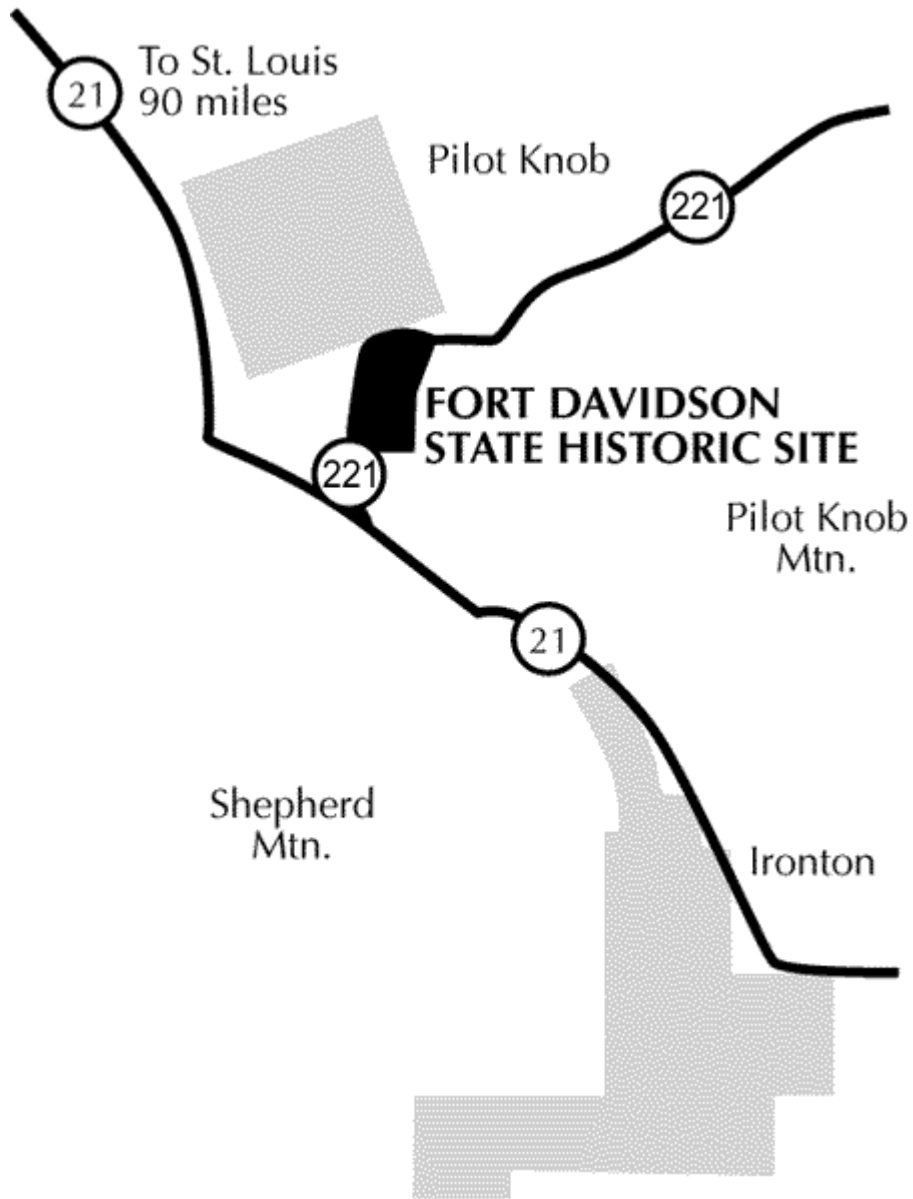 21
To St. Louis
90 miles
Pilot Knob
221
FORT DAVIDSON
STATE HISTORIC SITE
221
Pilot Knob
Mtn.
21
Shepherd
Mtn.
Ironton